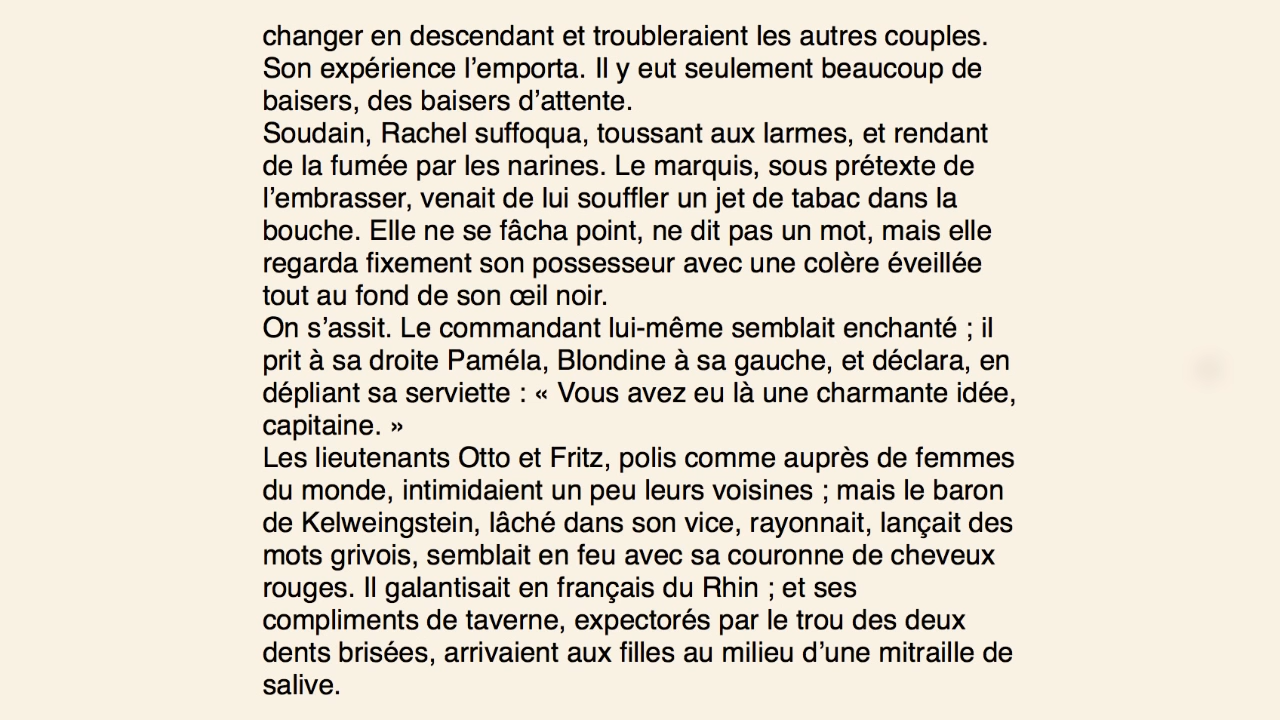 changer en descendant et troubleraient les autres couples.
Son expérience l’emporta. Il y eut seulement beaucoup de
baisers, des baisers d’attente.
Soudain, Rachel suffoqua, toussant aux larmes, et rendant
de la fumée par les narines. Le marquis, sous prétexte de
l’embrasser, venait de lui souffler un jet de tabac dans la
bouche. Elle ne se fâcha point, ne dit pas un mot, mais elle
regarda fixement son possesseur avec une colère éveillée
tout au fond de son œil noir.
On s’assit. Le commandant lui-même semblait enchanté ; il
prit à sa droite Paméla, Blondine à sa gauche, et déclara, en
dépliant sa serviette : « Vous avez eu là une charmante idée,
capitaine. »
Les lieutenants Otto et Fritz, polis comme auprès de femmes
du monde, intimidaient un peu leurs voisines ; mais le baron
de Kelweingstein, lâché dans son vice, rayonnait, lançait des
mots grivois, semblait en feu avec sa couronne de cheveux
rouges. Il galantisait en français du Rhin ; et ses
compliments de taverne, expectorés par le trou des deux
dents brisées, arrivaient aux filles au milieu d’une mitraille de
salive.